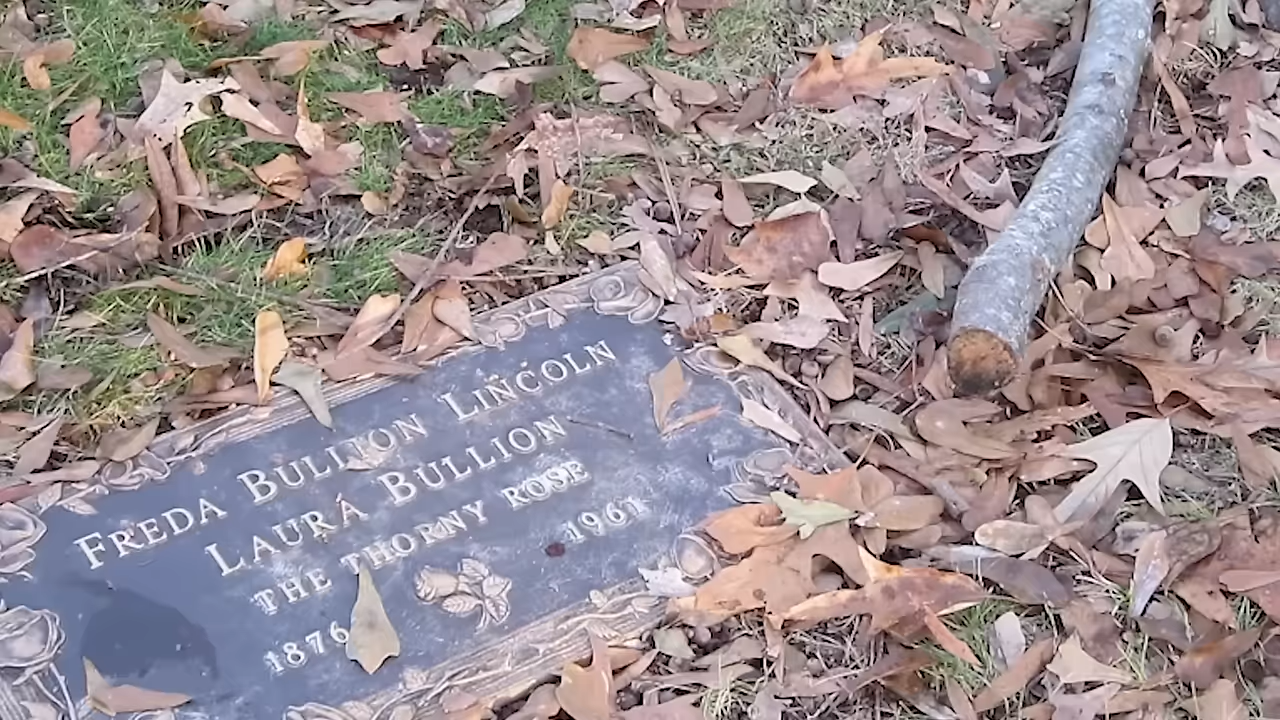 FREDA BULLION LINCOLN
LAURA BULLION
THE THORNY ROSE
1876 1961